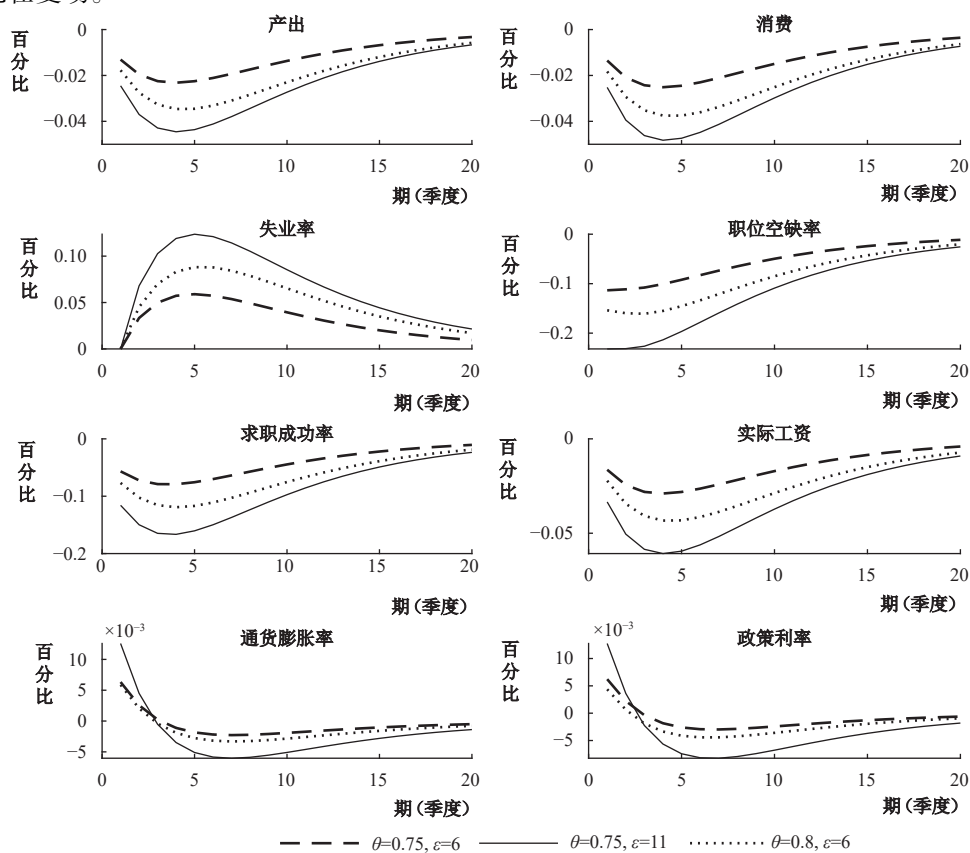 产出
百分比
0
−0.02
−0.04
0 5 10 15 20
期(季度)
消费
百分比
0
−0.02
−0.04
0 5 10 15 20
期(季度)
失业率
百分比
0.10
0.05
0
0 5 10 15 20
期(季度)
职位空缺率
百分比
0
−0.1
−0.2
0 5 10 15 20
期(季度)
求职成功率
百分比
0
−0.1
−0.2
0 5 10 15 20
期(季度)
实际工资
百分比
0
−0.05
0 5 10 15 20
期(季度)
通货膨胀率
×10⁻³
百分比
10
5
0
−5
0 5 10 15 20
期(季度)
政策利率
×10⁻³
百分比
10
5
0
−5
0 5 10 15 20
期(季度)
θ=0.75, ε=6 θ=0.75, ε=11 θ=0.8, ε=6